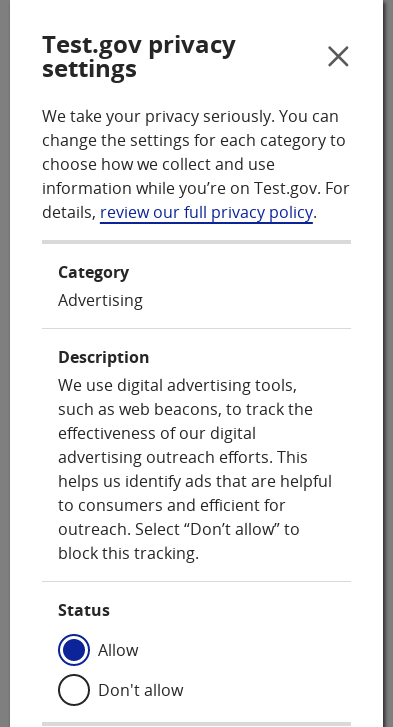 Test.gov privacy
settings
We take your privacy seriously. You can
change the settings for each category to
choose how we collect and use
information while you’re on Test.gov. For
details, review our full privacy policy.
Category
Advertising
Description
We use digital advertising tools,
such as web beacons, to track the
effectiveness of our digital
advertising outreach efforts. This
helps us identify ads that are helpful
to consumers and efficient for
outreach. Select “Don’t allow” to
block this tracking.
Status
Allow
Don't allow